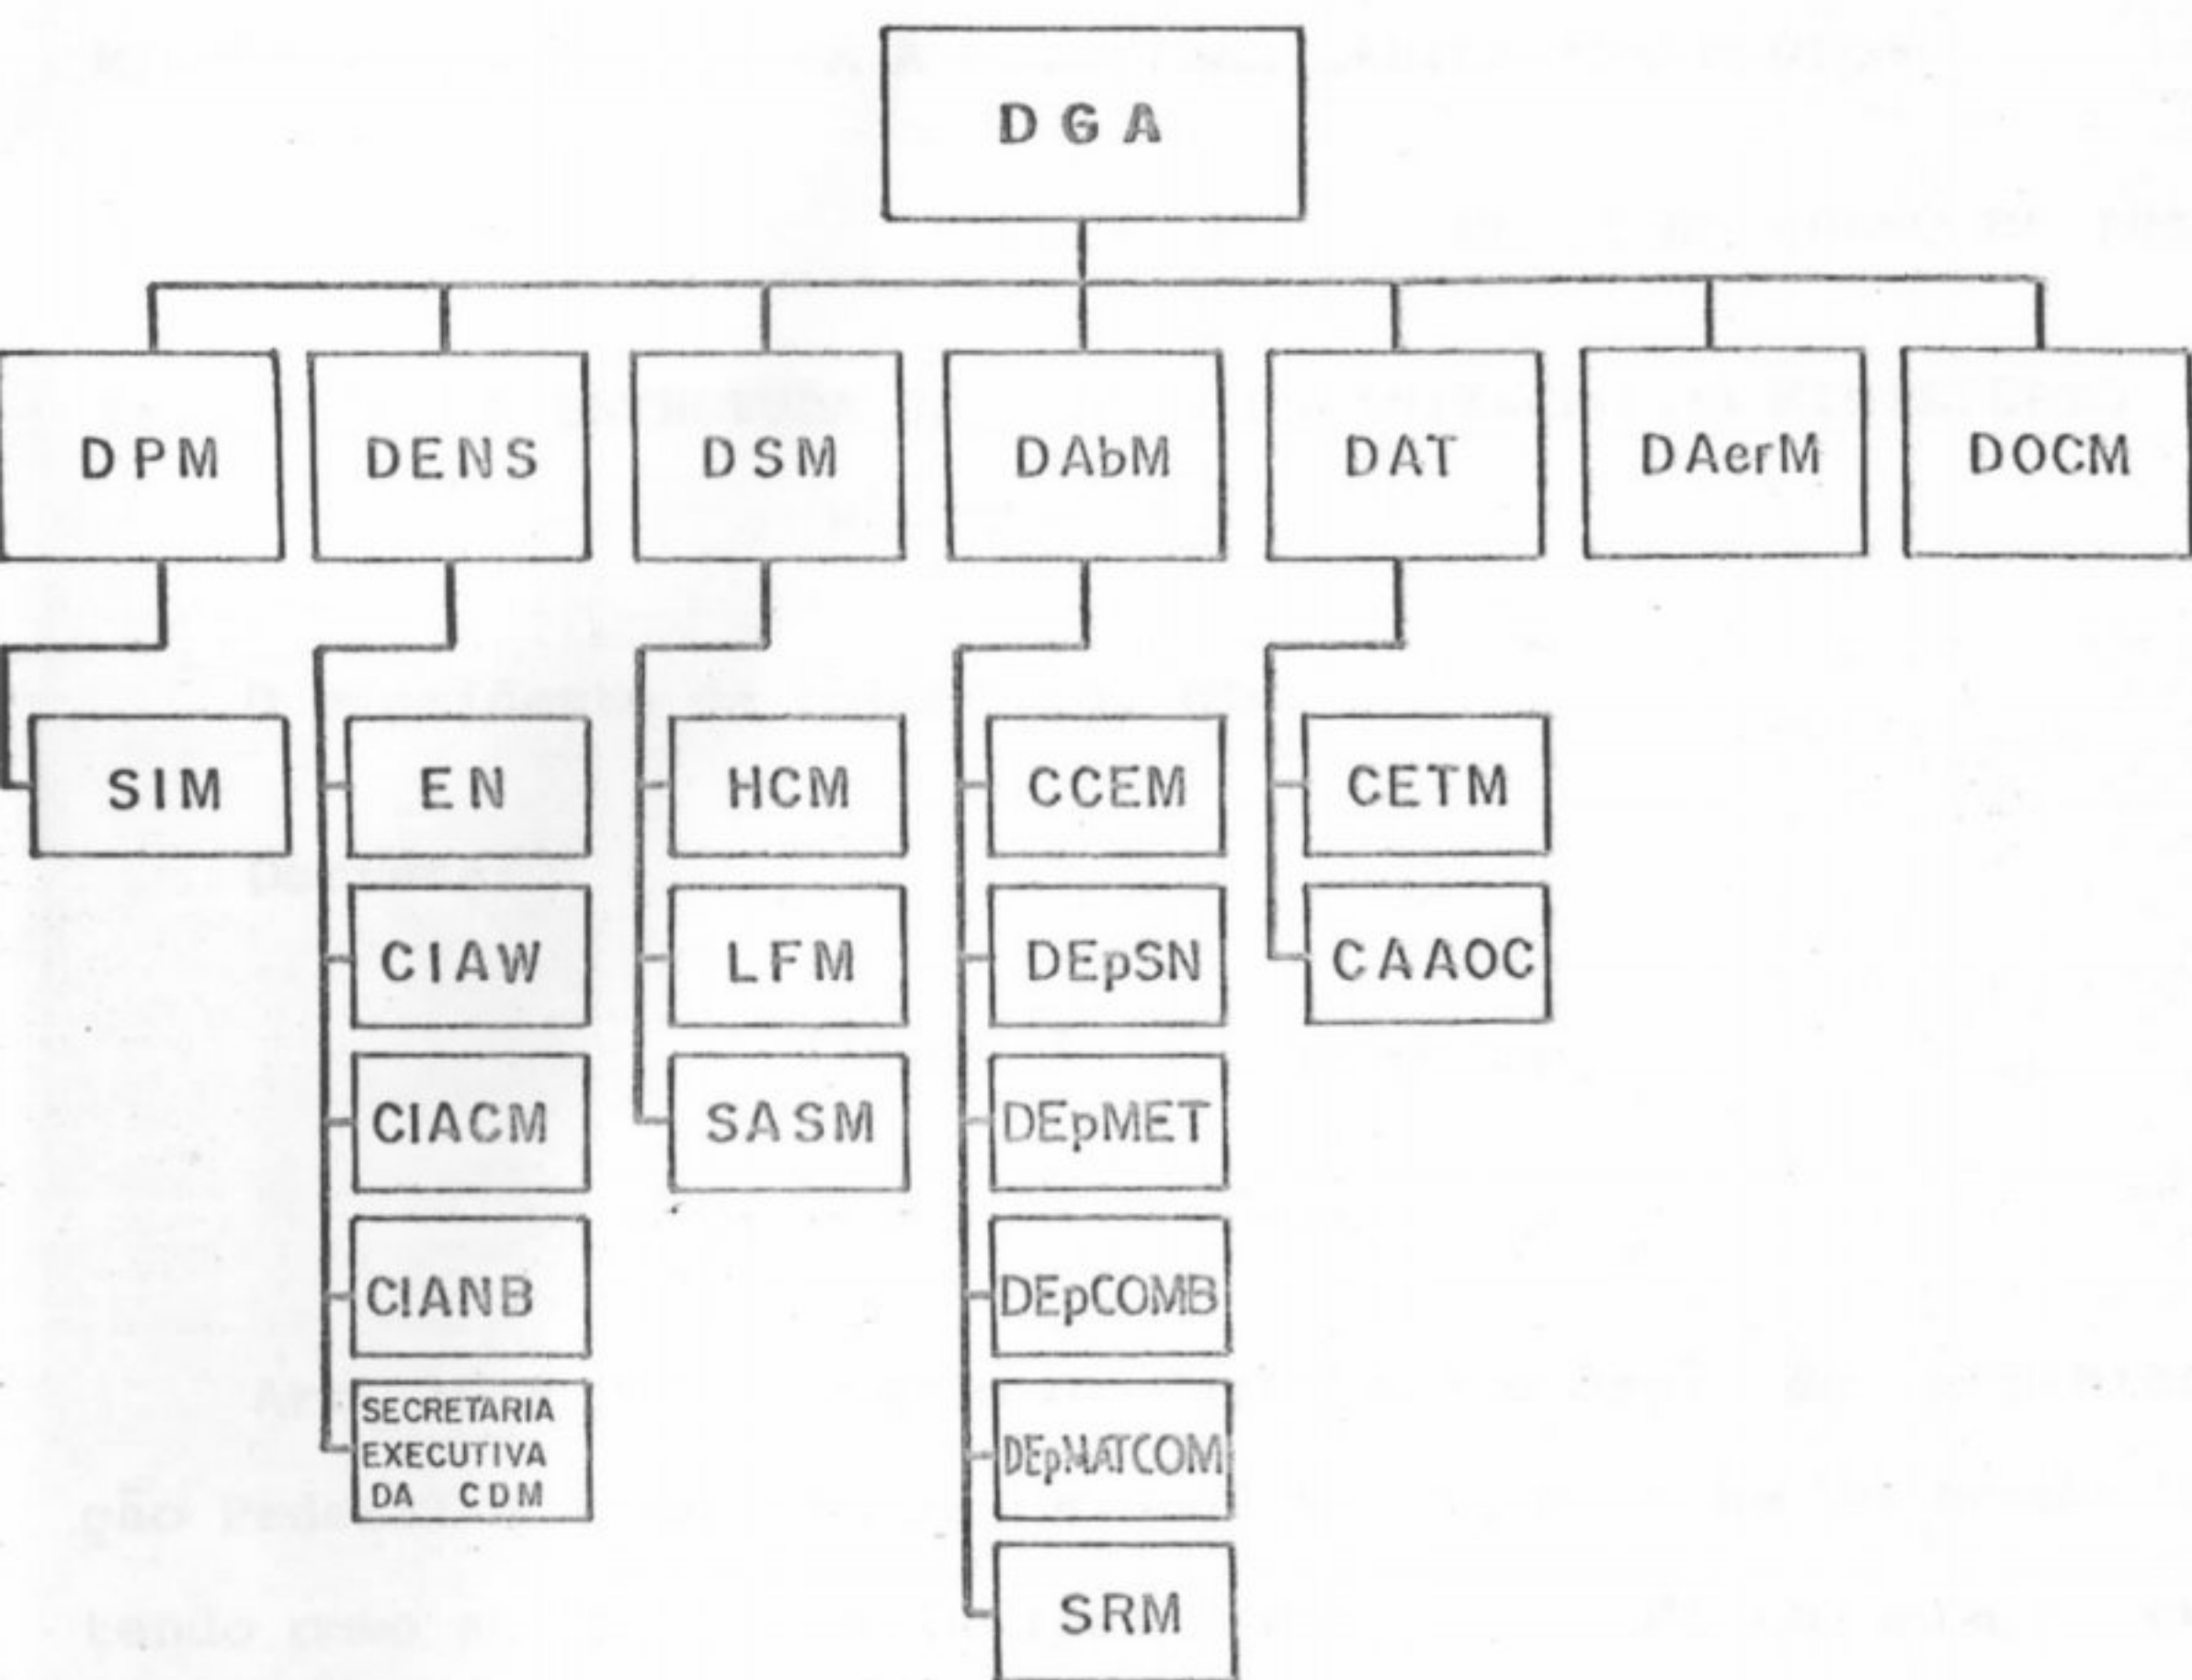 DGA
DPM
DENS
DSM
DAbM
DAT
DAerM
DOCM
SIM
EN
HCM
CCEM
CETM
CIAW
LFM
DEpSN
CAAOC
CIACM
SASM
DEpMET
CIANB
DEpCOMB
SECRETARIA
EXECUTIVA
DA CDM
DEpMATCOM
SRM